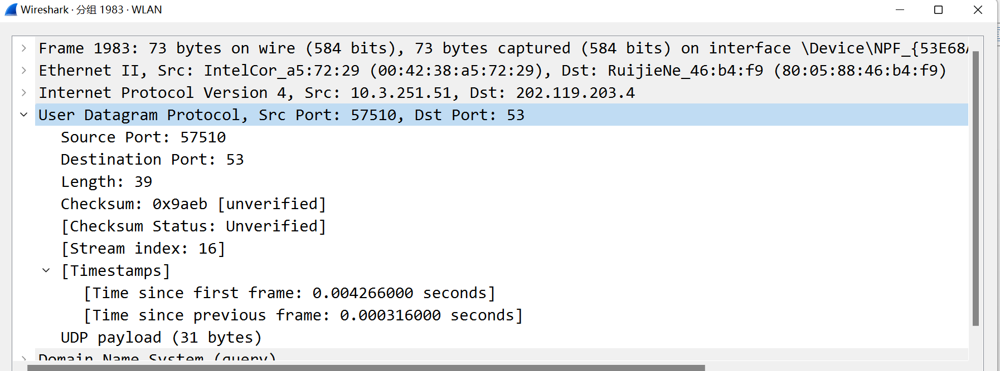 Wireshark · 分组 1983 · WLAN
Frame 1983: 73 bytes on wire (584 bits), 73 bytes captured (584 bits) on interface \Device\NPF_{53E68A
Ethernet II, Src: IntelCor_a5:72:29 (00:42:38:a5:72:29), Dst: RuijieNe_46:b4:f9 (80:05:88:46:b4:f9)
Internet Protocol Version 4, Src: 10.3.251.51, Dst: 202.119.203.4
User Datagram Protocol, Src Port: 57510, Dst Port: 53
Source Port: 57510
Destination Port: 53
Length: 39
Checksum: 0x9aeb [unverified]
[Checksum Status: Unverified]
[Stream index: 16]
[Timestamps]
[Time since first frame: 0.004266000 seconds]
[Time since previous frame: 0.000316000 seconds]
UDP payload (31 bytes)
Domain Name System (query)